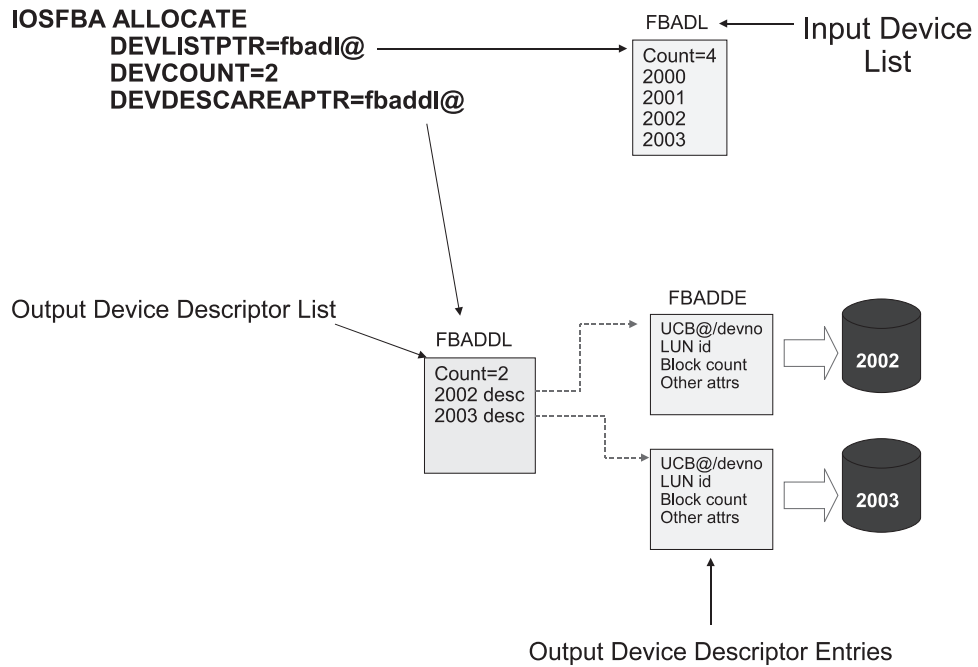 IOSFBA ALLOCATE
DEVLISTPTR=fbadl@
DEVCOUNT=2
DEVDESCAREAPTR=fbaddl@
FBADL
Input Device
List
Count=4
2000
2001
2002
2003
Output Device Descriptor List
FBADDL
Count=2
2002 desc
2003 desc
FBADDE
UCB@/devno
LUN id
Block count
Other attrs
2002
UCB@/devno
LUN id
Block count
Other attrs
2003
Output Device Descriptor Entries